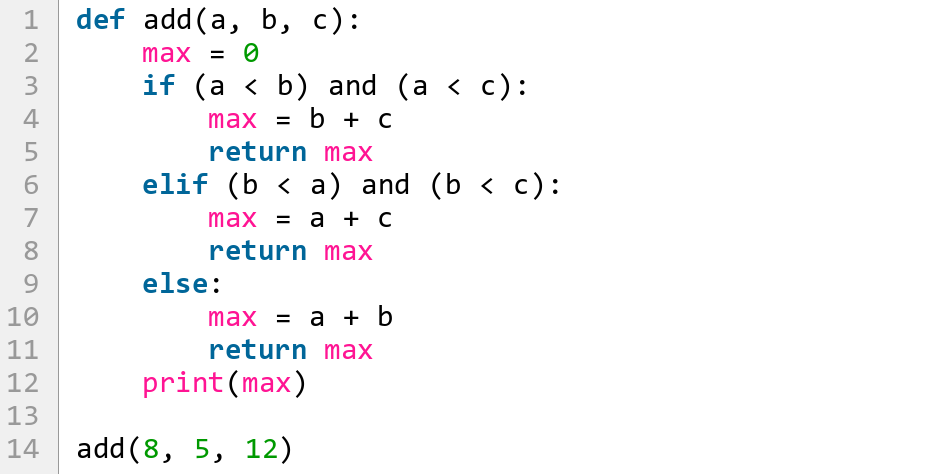 1 def add(a, b, c):
2     max = 0
3     if (a < b) and (a < c):
4         max = b + c
5         return max
6     elif (b < a) and (b < c):
7         max = a + c
8         return max
9     else:
10         max = a + b
11         return max
12     print(max)
13
14 add(8, 5, 12)